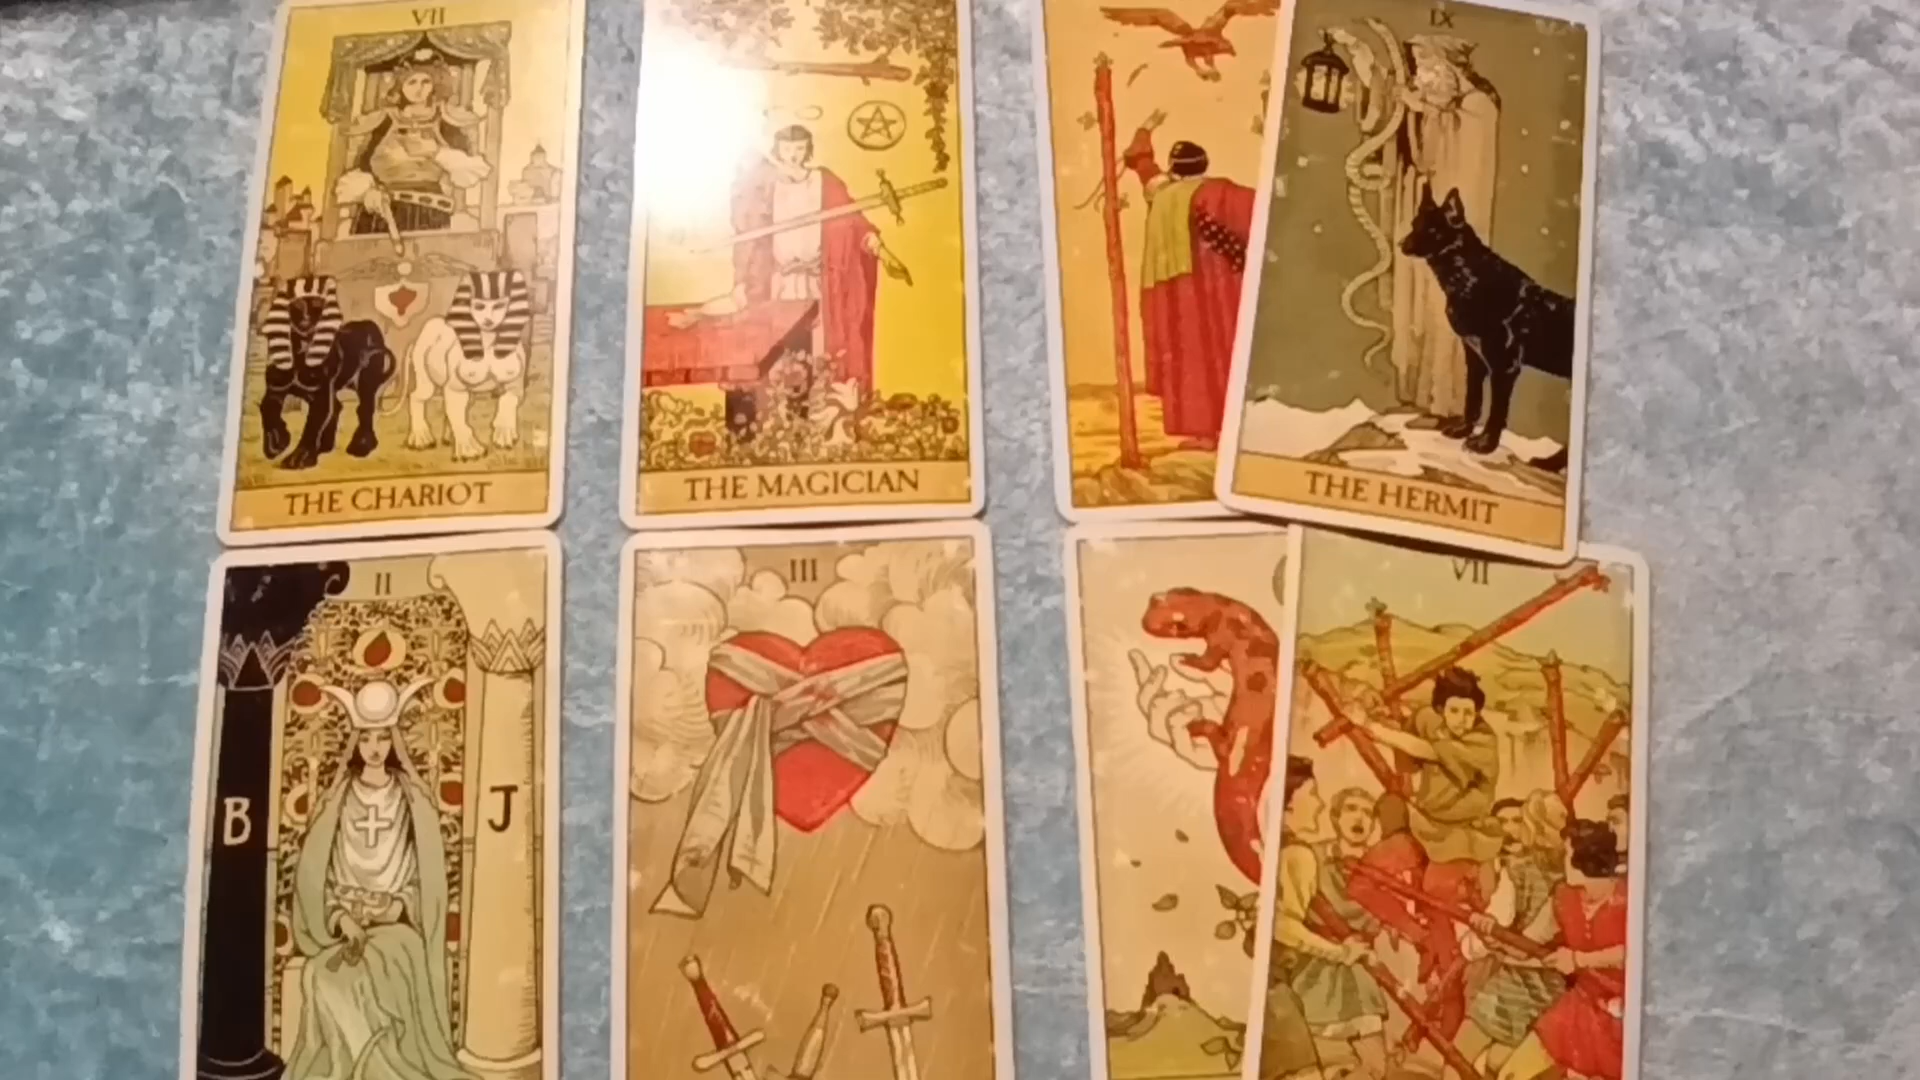 VII
IX
THE CHARIOT
THE MAGICIAN
THE HERMIT
II
III
VII
B
J